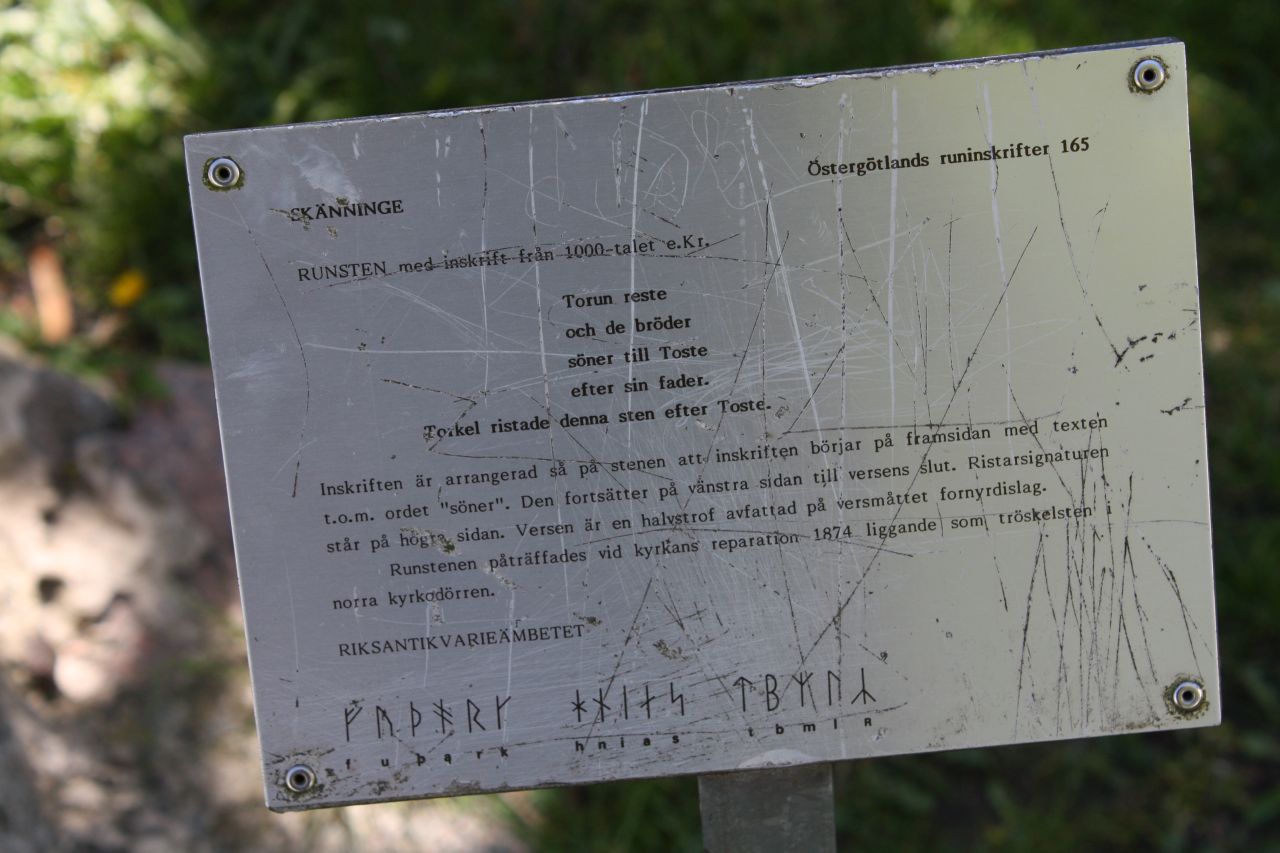 Östergötlands runinskrifter 165
SKÄNNINGE
RUNSTEN med inskrift från 1000-talet e.Kr.
Torun reste
och de bröder
söner till Toste
efter sin fader.
Torkel ristade denna sten efter Toste.
Inskriften är arrangerad så på stenen att inskriften börjar på framsidan med texten
t.o.m. ordet "söner". Den fortsätter på vänstra sidan till versens slut. Ristarsignaturen
står på högra sidan. Versen är en halvstrof avfattad på versmåttet fornyrdislag.
Runstenen påträffades vid kyrkans reparation 1874 liggande som tröskelsten i
norra kyrkodörren.
RIKSANTIKVARIEÄMBETET
ᚠᚢᚦᚬᚱᚴ ᚼᚾᛁᛅᛋ ᛏᛒᛘᛚᛦ
f u þ ą r k h n i a s t b m l R